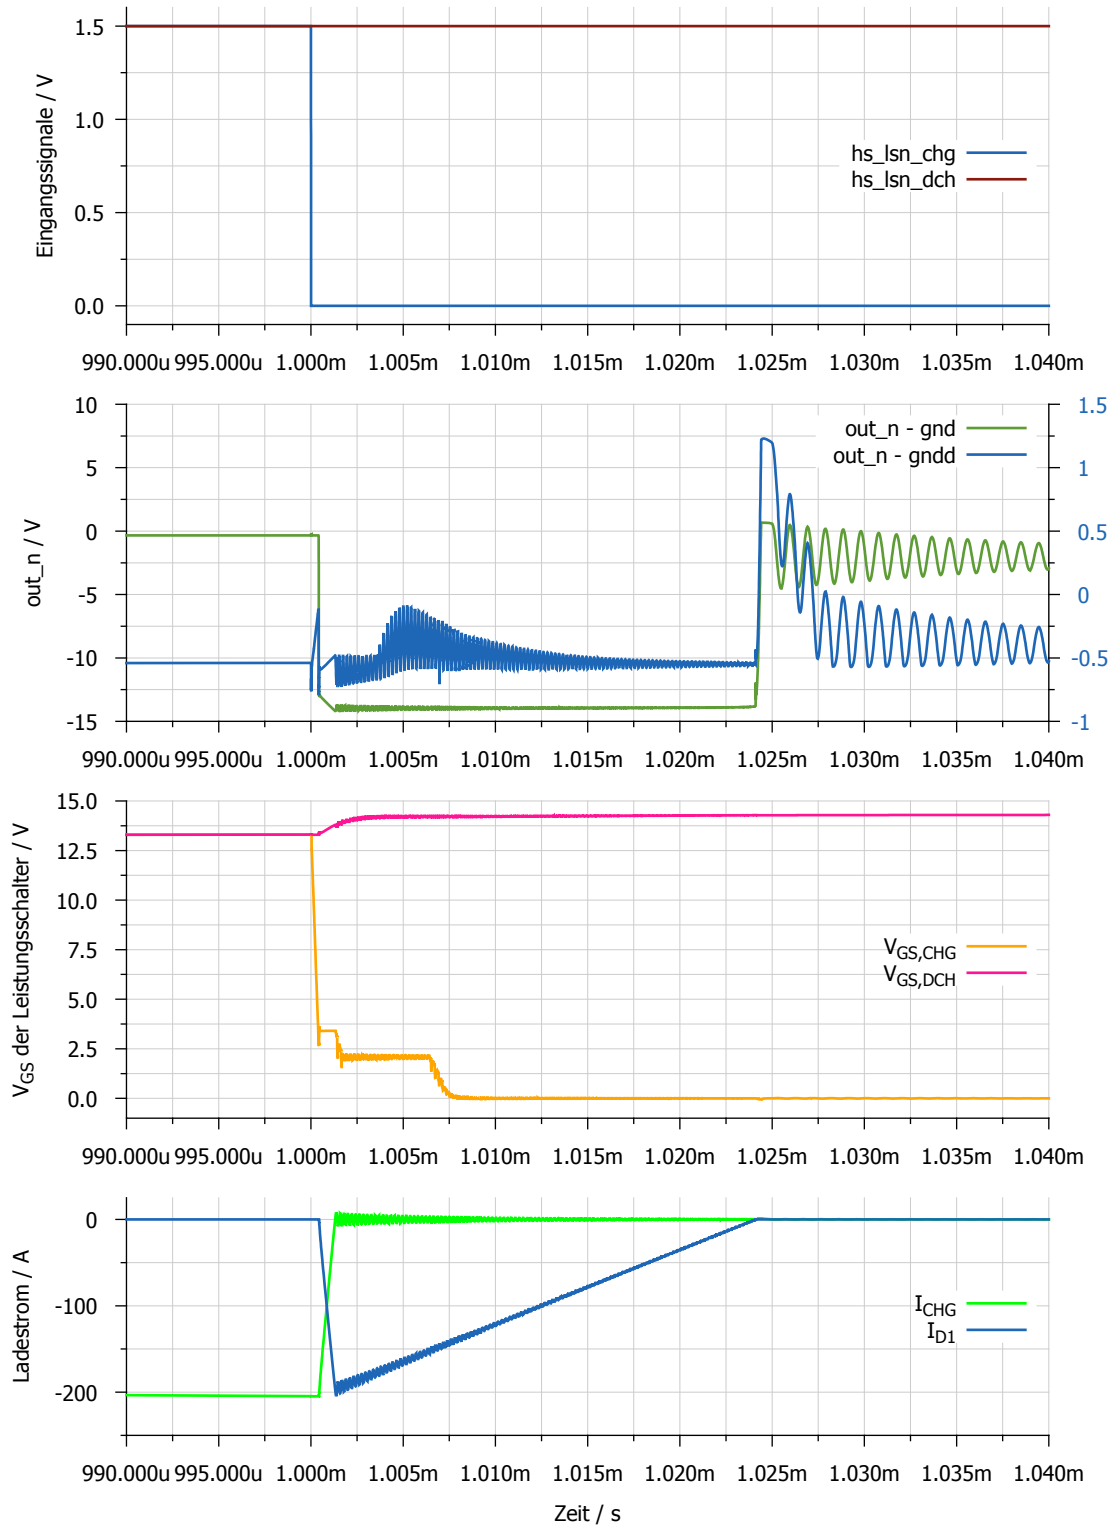 1.5
1.0
0.5
0.0
Eingangssignale / V
hs_lsn_chg
hs_lsn_dch
990.000u 995.000u 1.000m 1.005m 1.010m 1.015m 1.020m 1.025m 1.030m 1.035m 1.040m
10
5
0
-5
-10
-15
out_n / V
out_n - gnd
out_n - gndd
1.5
1
0.5
0
-0.5
-1
990.000u 995.000u 1.000m 1.005m 1.010m 1.015m 1.020m 1.025m 1.030m 1.035m 1.040m
15.0
12.5
10.0
7.5
5.0
2.5
0.0
VGS der Leistungsschalter / V
VGS,CHG
VGS,DCH
990.000u 995.000u 1.000m 1.005m 1.010m 1.015m 1.020m 1.025m 1.030m 1.035m 1.040m
0
-100
-200
Ladestrom / A
ICHG
ID1
990.000u 995.000u 1.000m 1.005m 1.010m 1.015m 1.020m 1.025m 1.030m 1.035m 1.040m
Zeit / s